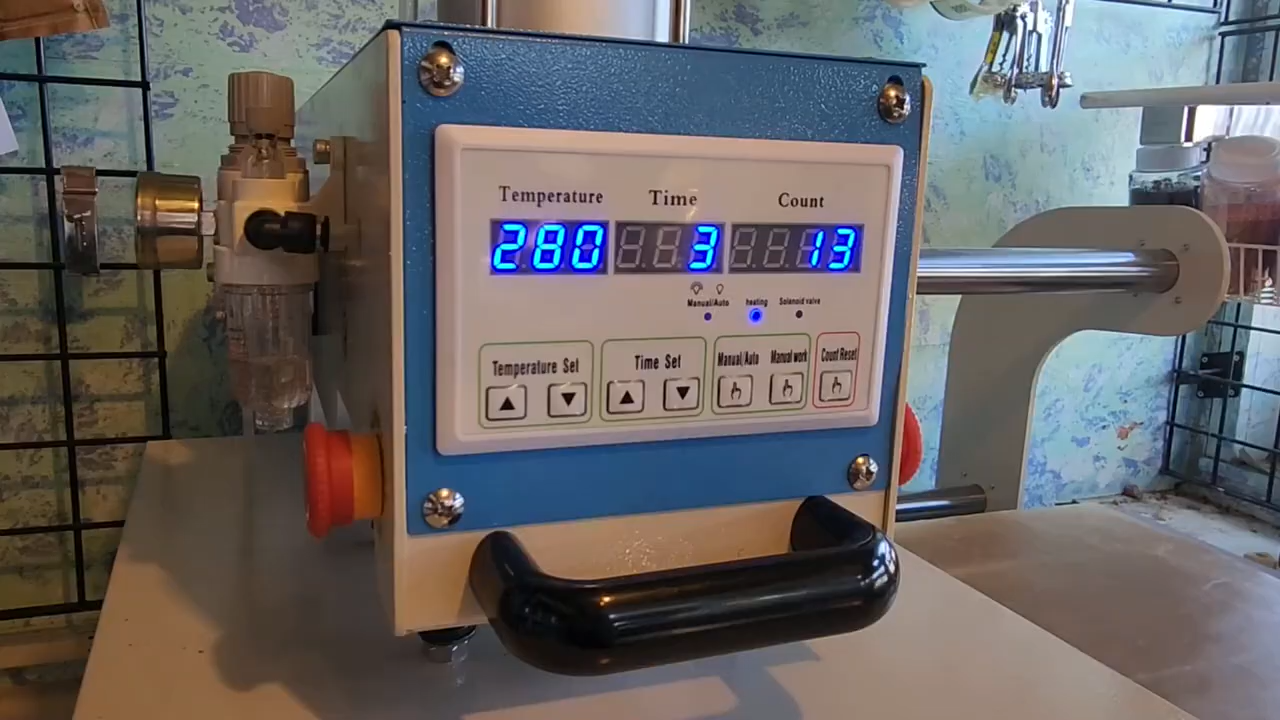 Temperature Time Count
280 3 13
Manual/Auto heating Solenoid valve
Temperature Set Time Set Manual/Auto Manual work Count Reset